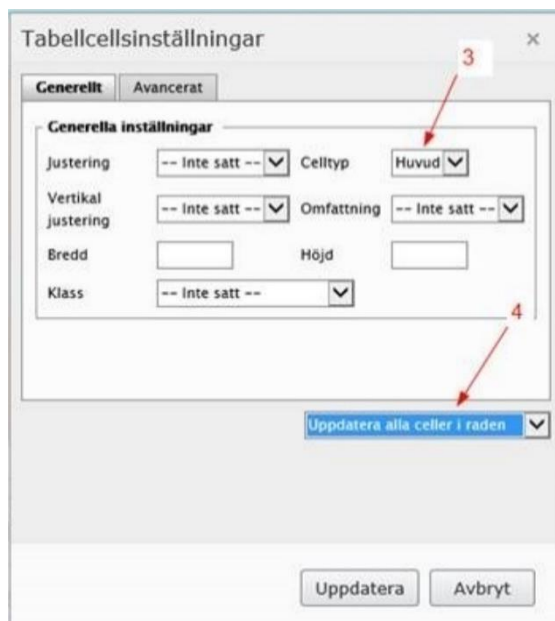 Tabellcellsinställningar ×
3
Generellt Avancerat
Generella inställningar
Justering -- Inte satt -- Celltyp Huvud
Vertikal justering -- Inte satt -- Omfattning -- Inte satt --
Bredd Höjd
Klass -- Inte satt --
4
Uppdatera alla celler i raden
Uppdatera Avbryt